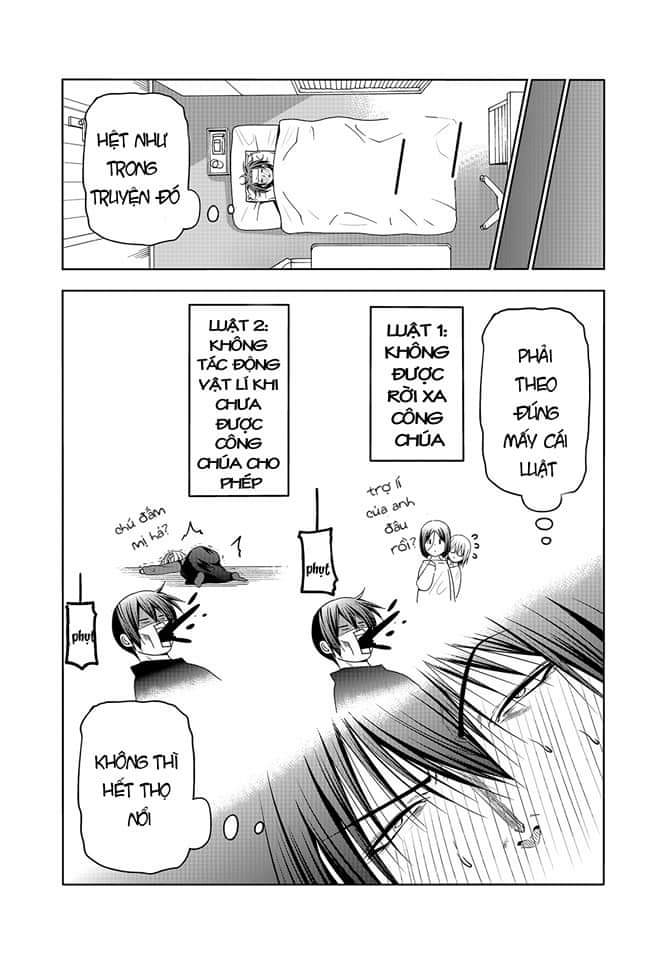 HỆT NHƯ
TRONG
TRUYỆN ĐÓ
PHẢI
THEO
ĐÚNG
MẤY CÁI
LUẬT
LUẬT 1:
KHÔNG
ĐƯỢC
RỜI XA
CÔNG
CHÚA
trợ lí
của anh
đâu
rồi?
phụt
LUẬT 2:
KHÔNG
TÁC ĐỘNG
VẬT LÍ KHI
CHƯA
ĐƯỢC
CÔNG
CHÚA CHO
PHÉP
chú đấm
mị hả?
phụt
KHÔNG THÌ
HẾT THỌ
NỔI